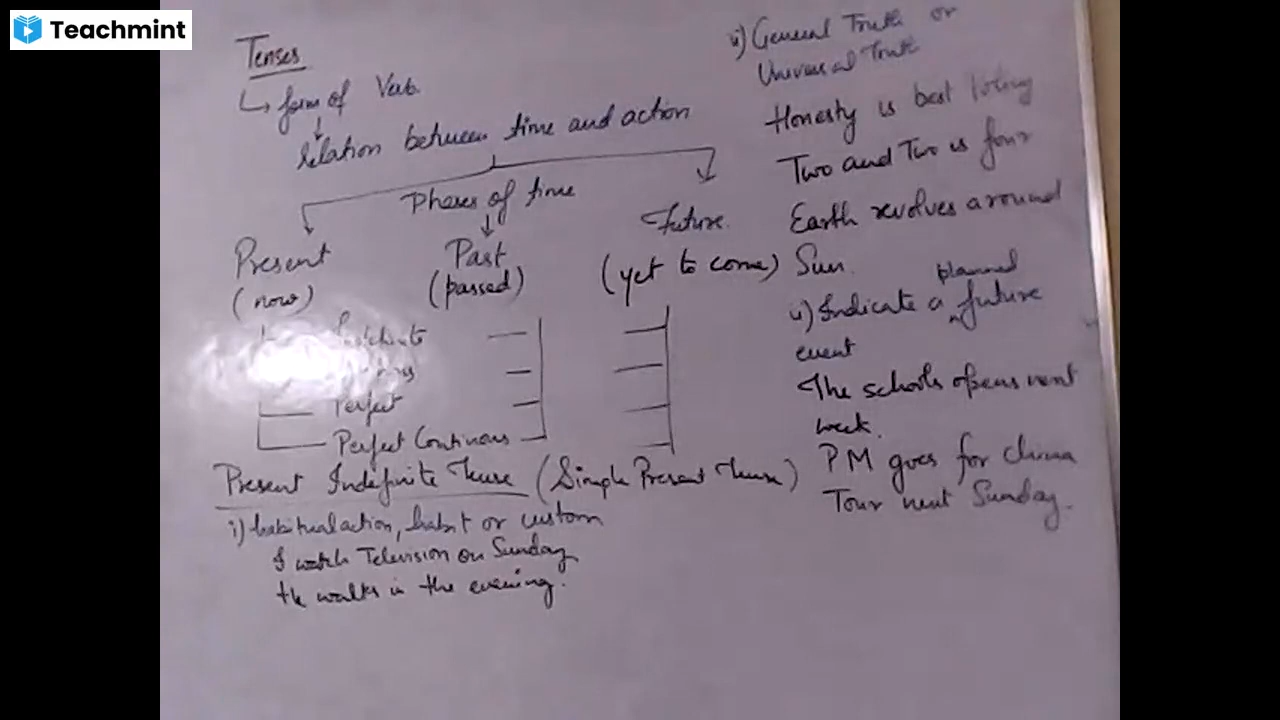 Teachmint
Tenses
form of Verb.
relation between time and action
Phases of time
Present
(now)
Past
(passed)
Future.
(yet to come)
Perfect
Perfect Continous
Present Indefinite Tense (Simple Present Tense)
i) habitual action, habit or custom
I watch Television on Sunday
He walks in the evening.
ii) General Truth or
Universal Truth
Honesty is best
Two and Two is four
Earth revolves around
Sun.
planned
Indicate a future
event
The schools opens next
week.
PM goes for China
Tour next Sunday.